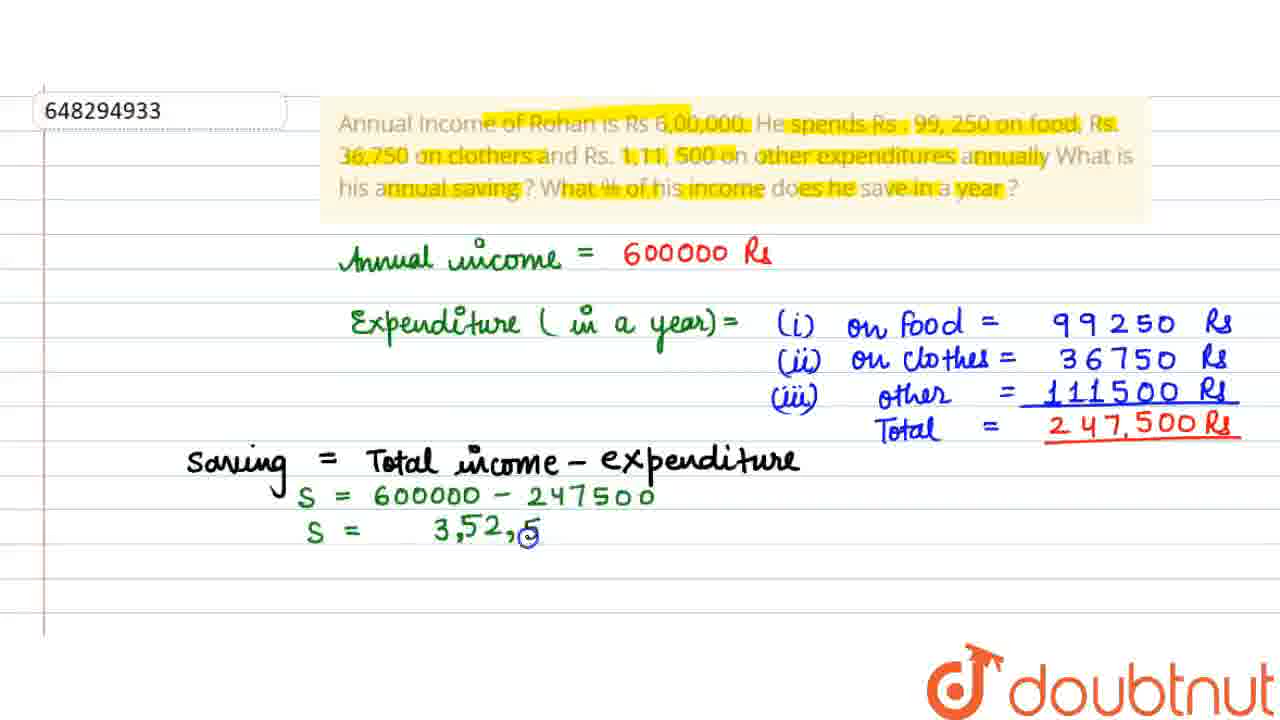 648294933
Annual Income of Rohan is Rs 6,00,000. He spends Rs . 99, 250 on food, Rs.
36,750 on clothers and Rs. 1,11, 500 on other expenditures annually What is
his annual saving ? What % of his income does he save in a year ?
Annual income = 600000 Rs
Expenditure ( in a year) = (i) on food = 99250 Rs
(ii) on clothes = 36750 Rs
(iii) other = 111500 Rs
Total = 247,500 Rs
Saving = Total income - expenditure
S = 600000 - 247500
S = 3,52,5
doubtnut